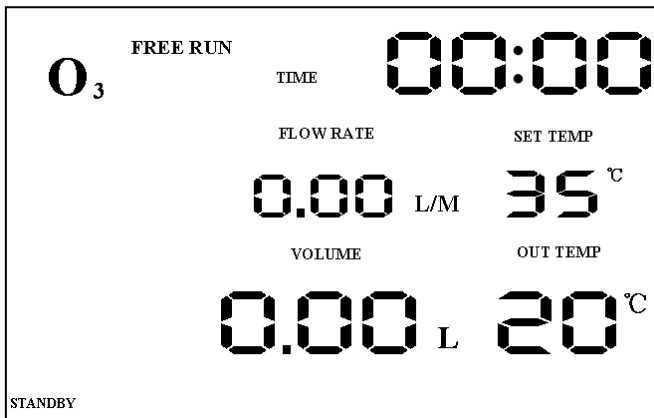 O3 FREE RUN TIME 00:00
FLOW RATE SET TEMP
0.00 L/M 35 ℃
VOLUME OUT TEMP
0.00 L 20 ℃
STANDBY